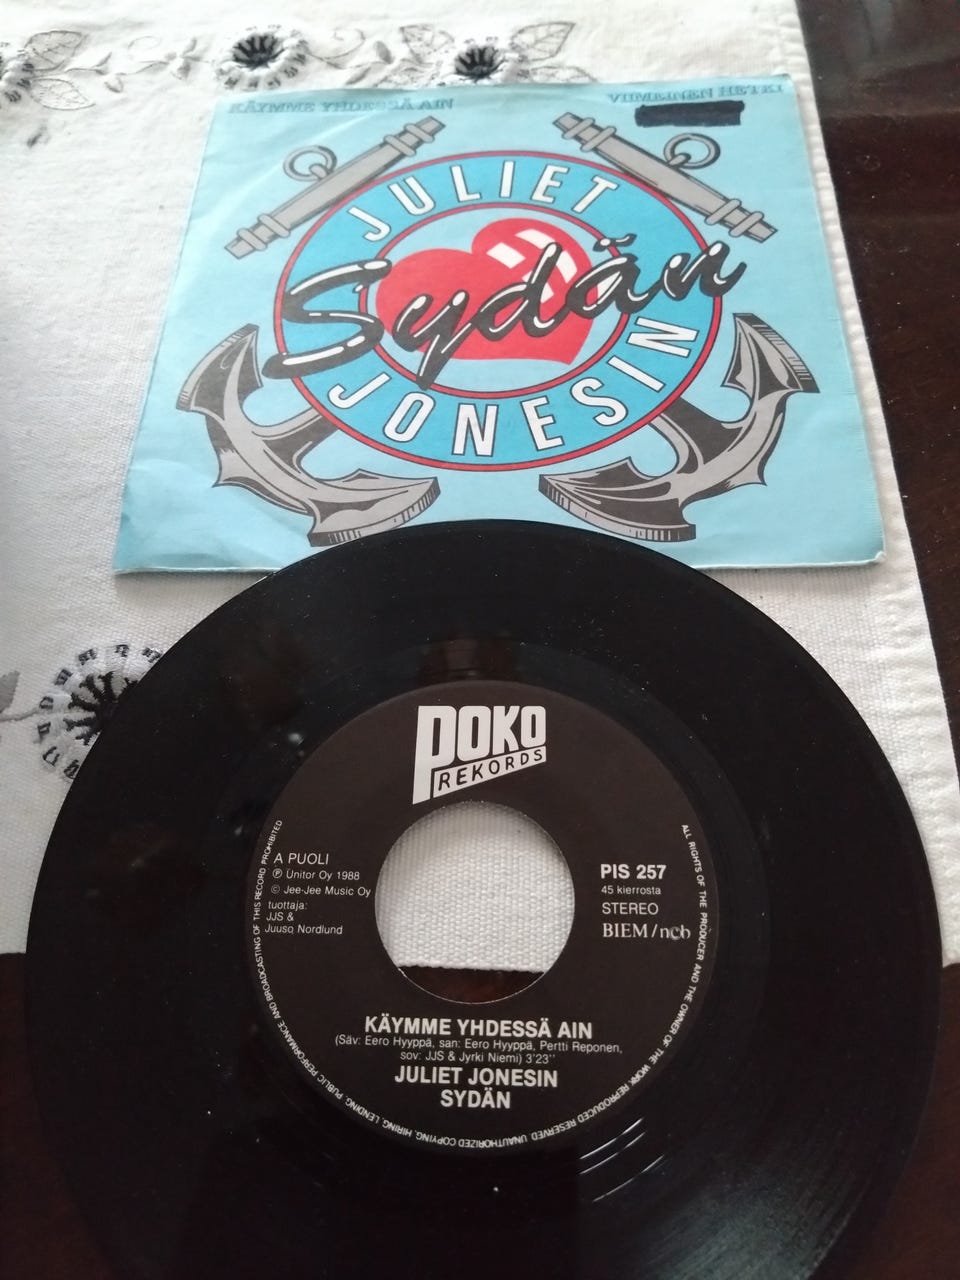 KÄYMME YHDESSÄ AIN
VIIMEINEN HETKI
JULIET
Sydän
JONESIN
POKO
REKORDS
A PUOLI
℗ Unitor Oy 1988
© Jee-Jee Music Oy
tuottaja:
JJS &
Juuso Nordlund
PIS 257
45 kierrosta
STEREO
BIEM/ncb
KÄYMME YHDESSÄ AIN
(Säv: Eero Hyyppä, san: Eero Hyyppä, Pertti Reponen,
sov: JJS & Jyrki Niemi) 3'23''
JULIET JONESIN
SYDÄN
ALL RIGHTS OF THE PRODUCER AND THE OWNER OF THE WORK REPRODUCED RESERVED UNAUTHORIZED COPYING, HIRING, LENDING, PUBLIC PERFORMANCE AND BROADCASTING OF THIS RECORD PROHIBITED